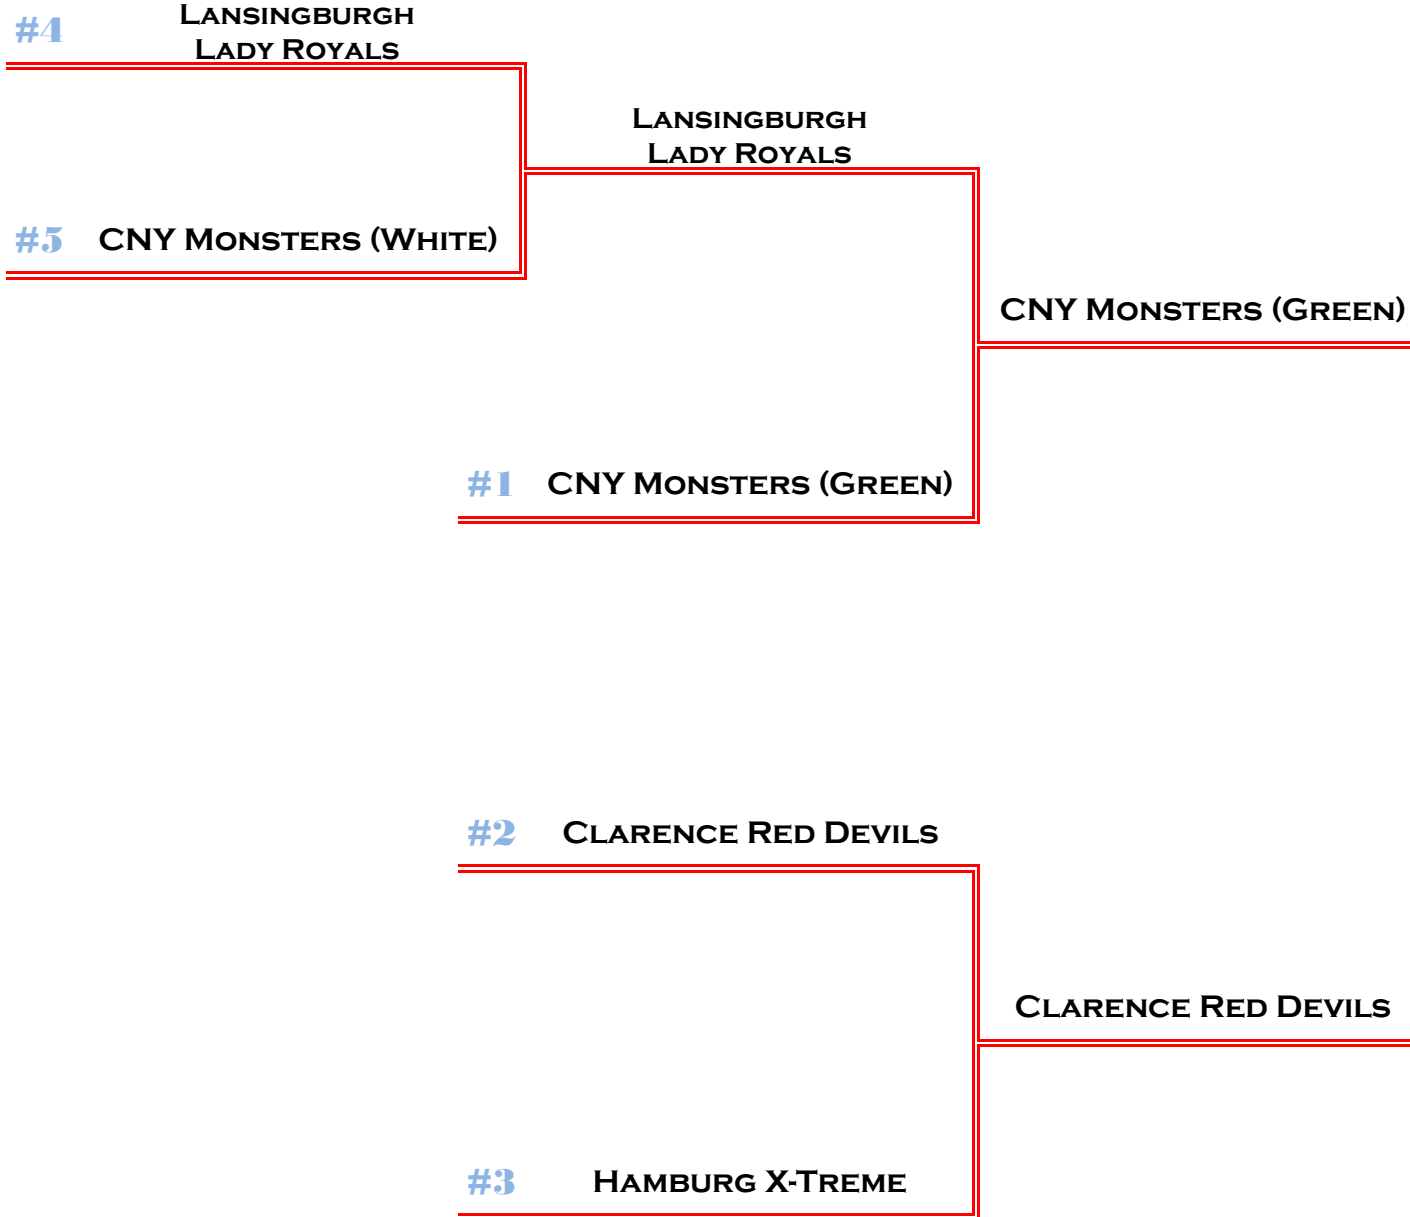 #4 Lansingburgh
Lady Royals
Lansingburgh
Lady Royals
#5 CNY Monsters (White)
CNY Monsters (Green)
#1 CNY Monsters (Green)
#2 Clarence Red Devils
Clarence Red Devils
#3 Hamburg X-Treme